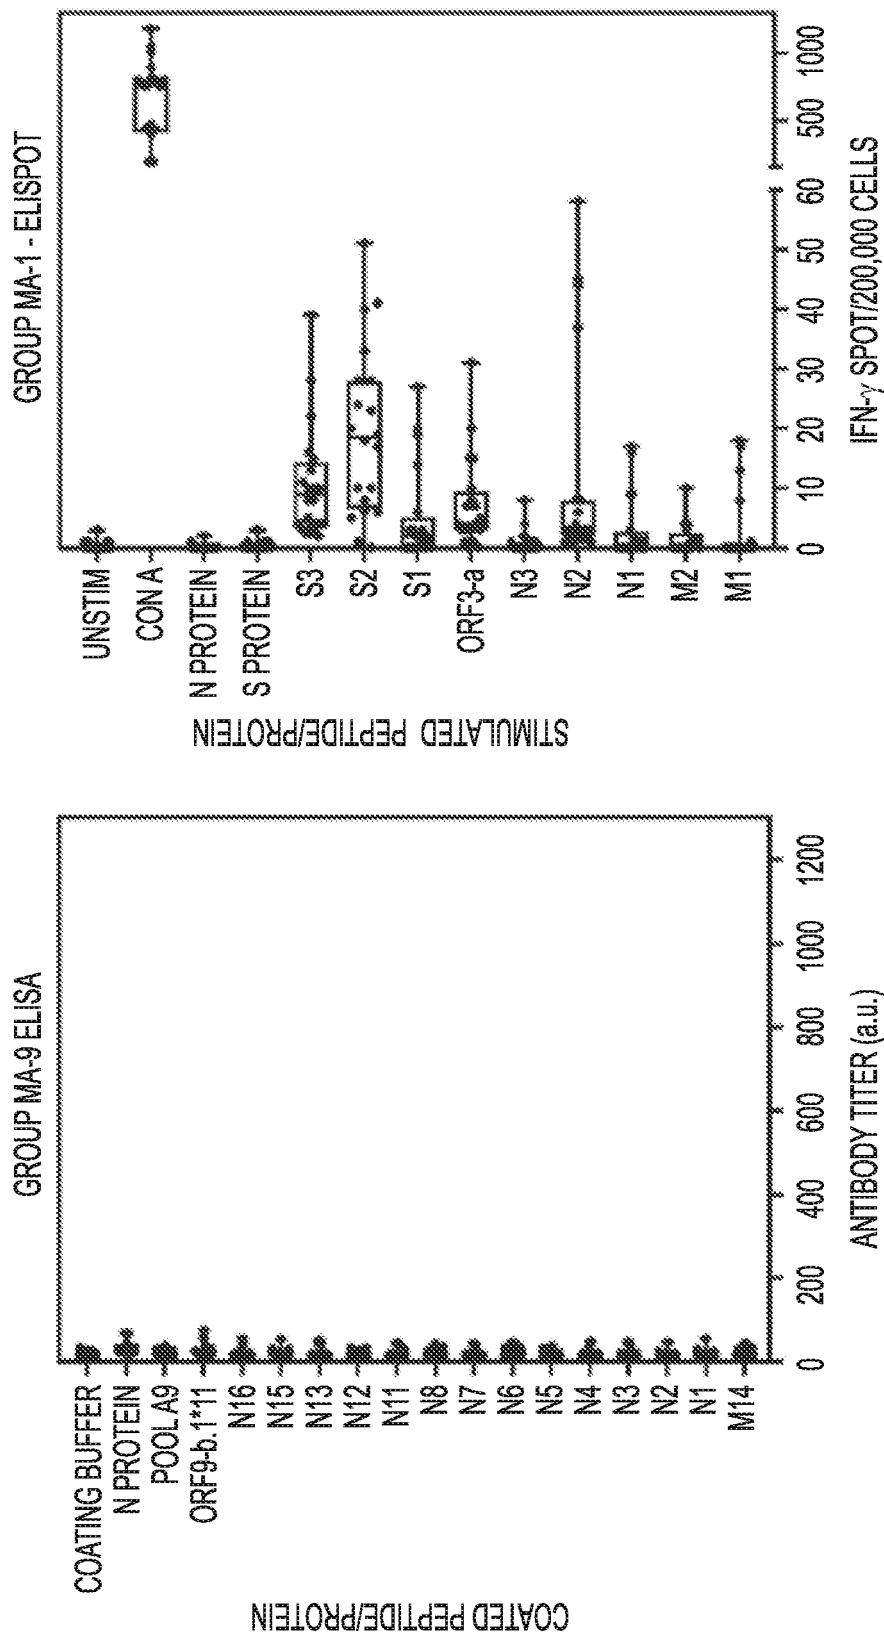 GROUP MA-9 ELISA
COATED PEPTIDE/PROTEIN
COATING BUFFER
N PROTEIN
POOL A9
ORF9-b.1*11
N16
N15
N13
N12
N11
N8
N7
N6
N5
N4
N3
N2
N1
M14
0 200 400 600 800 1000 1200
ANTIBODY TITER (a.u.)
GROUP MA-1 - ELISPOT
STIMULATED PEPTIDE/PROTEIN
UNSTIM
CON A
N PROTEIN
S PROTEIN
S3
S2
S1
ORF3-a
N3
N2
N1
M2
M1
0 10 20 30 40 50 60 500 1000
IFN-γ SPOT/200,000 CELLS